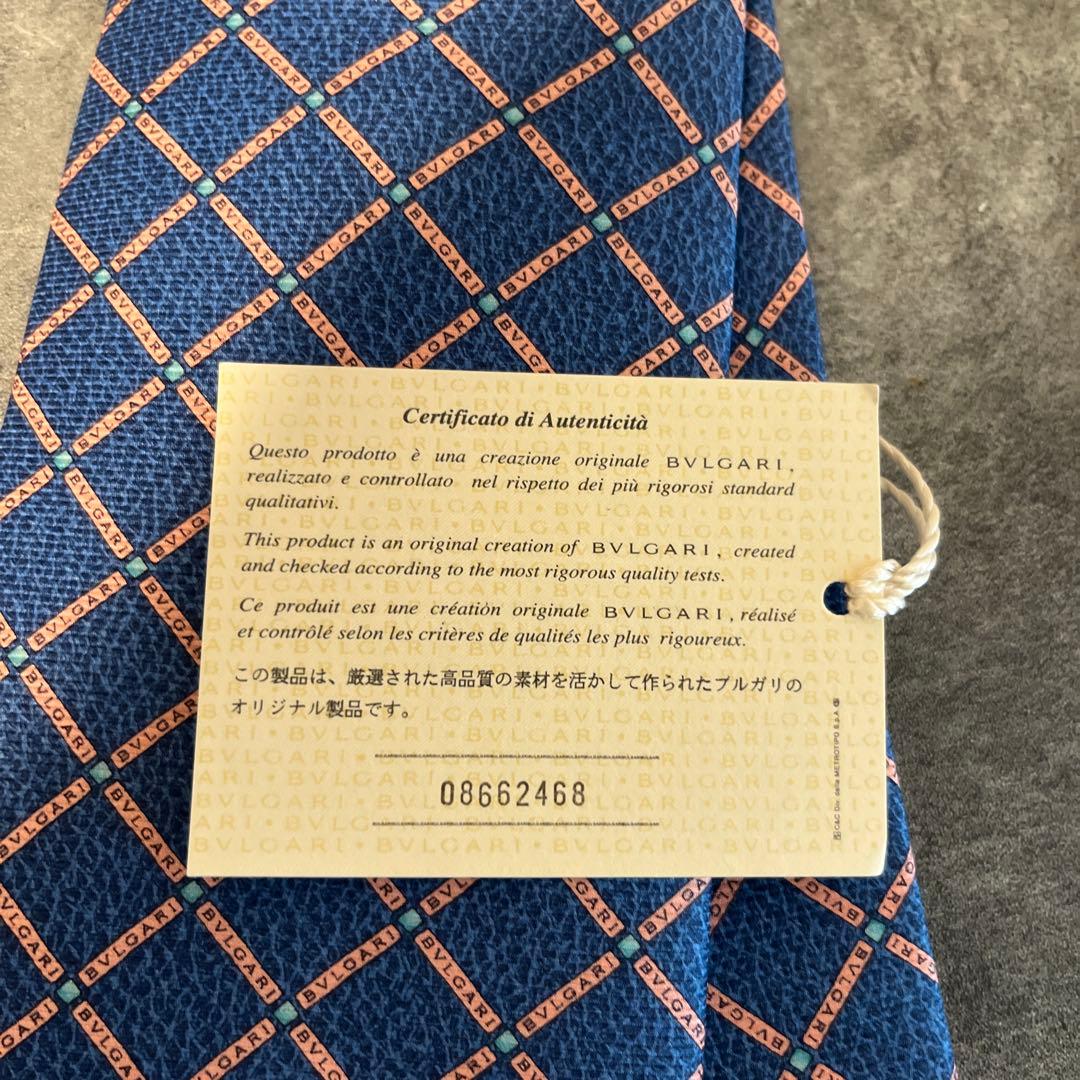 Certificato di Autenticità
Questo prodotto è una creazione originale BVLGARI,
realizzato e controllato nel rispetto dei più rigorosi standard
qualitativi.
This product is an original creation of BVLGARI, created
and checked according to the most rigorous quality tests.
Ce produit est une création originale BVLGARI, réalisé
et contrôlé selon les critères de qualités les plus rigoureux.
この製品は、厳選された高品質の素材を活かして作られたブルガリの
オリジナル製品です。
08662468
C&C Div. della METROTIPO S.p.A.